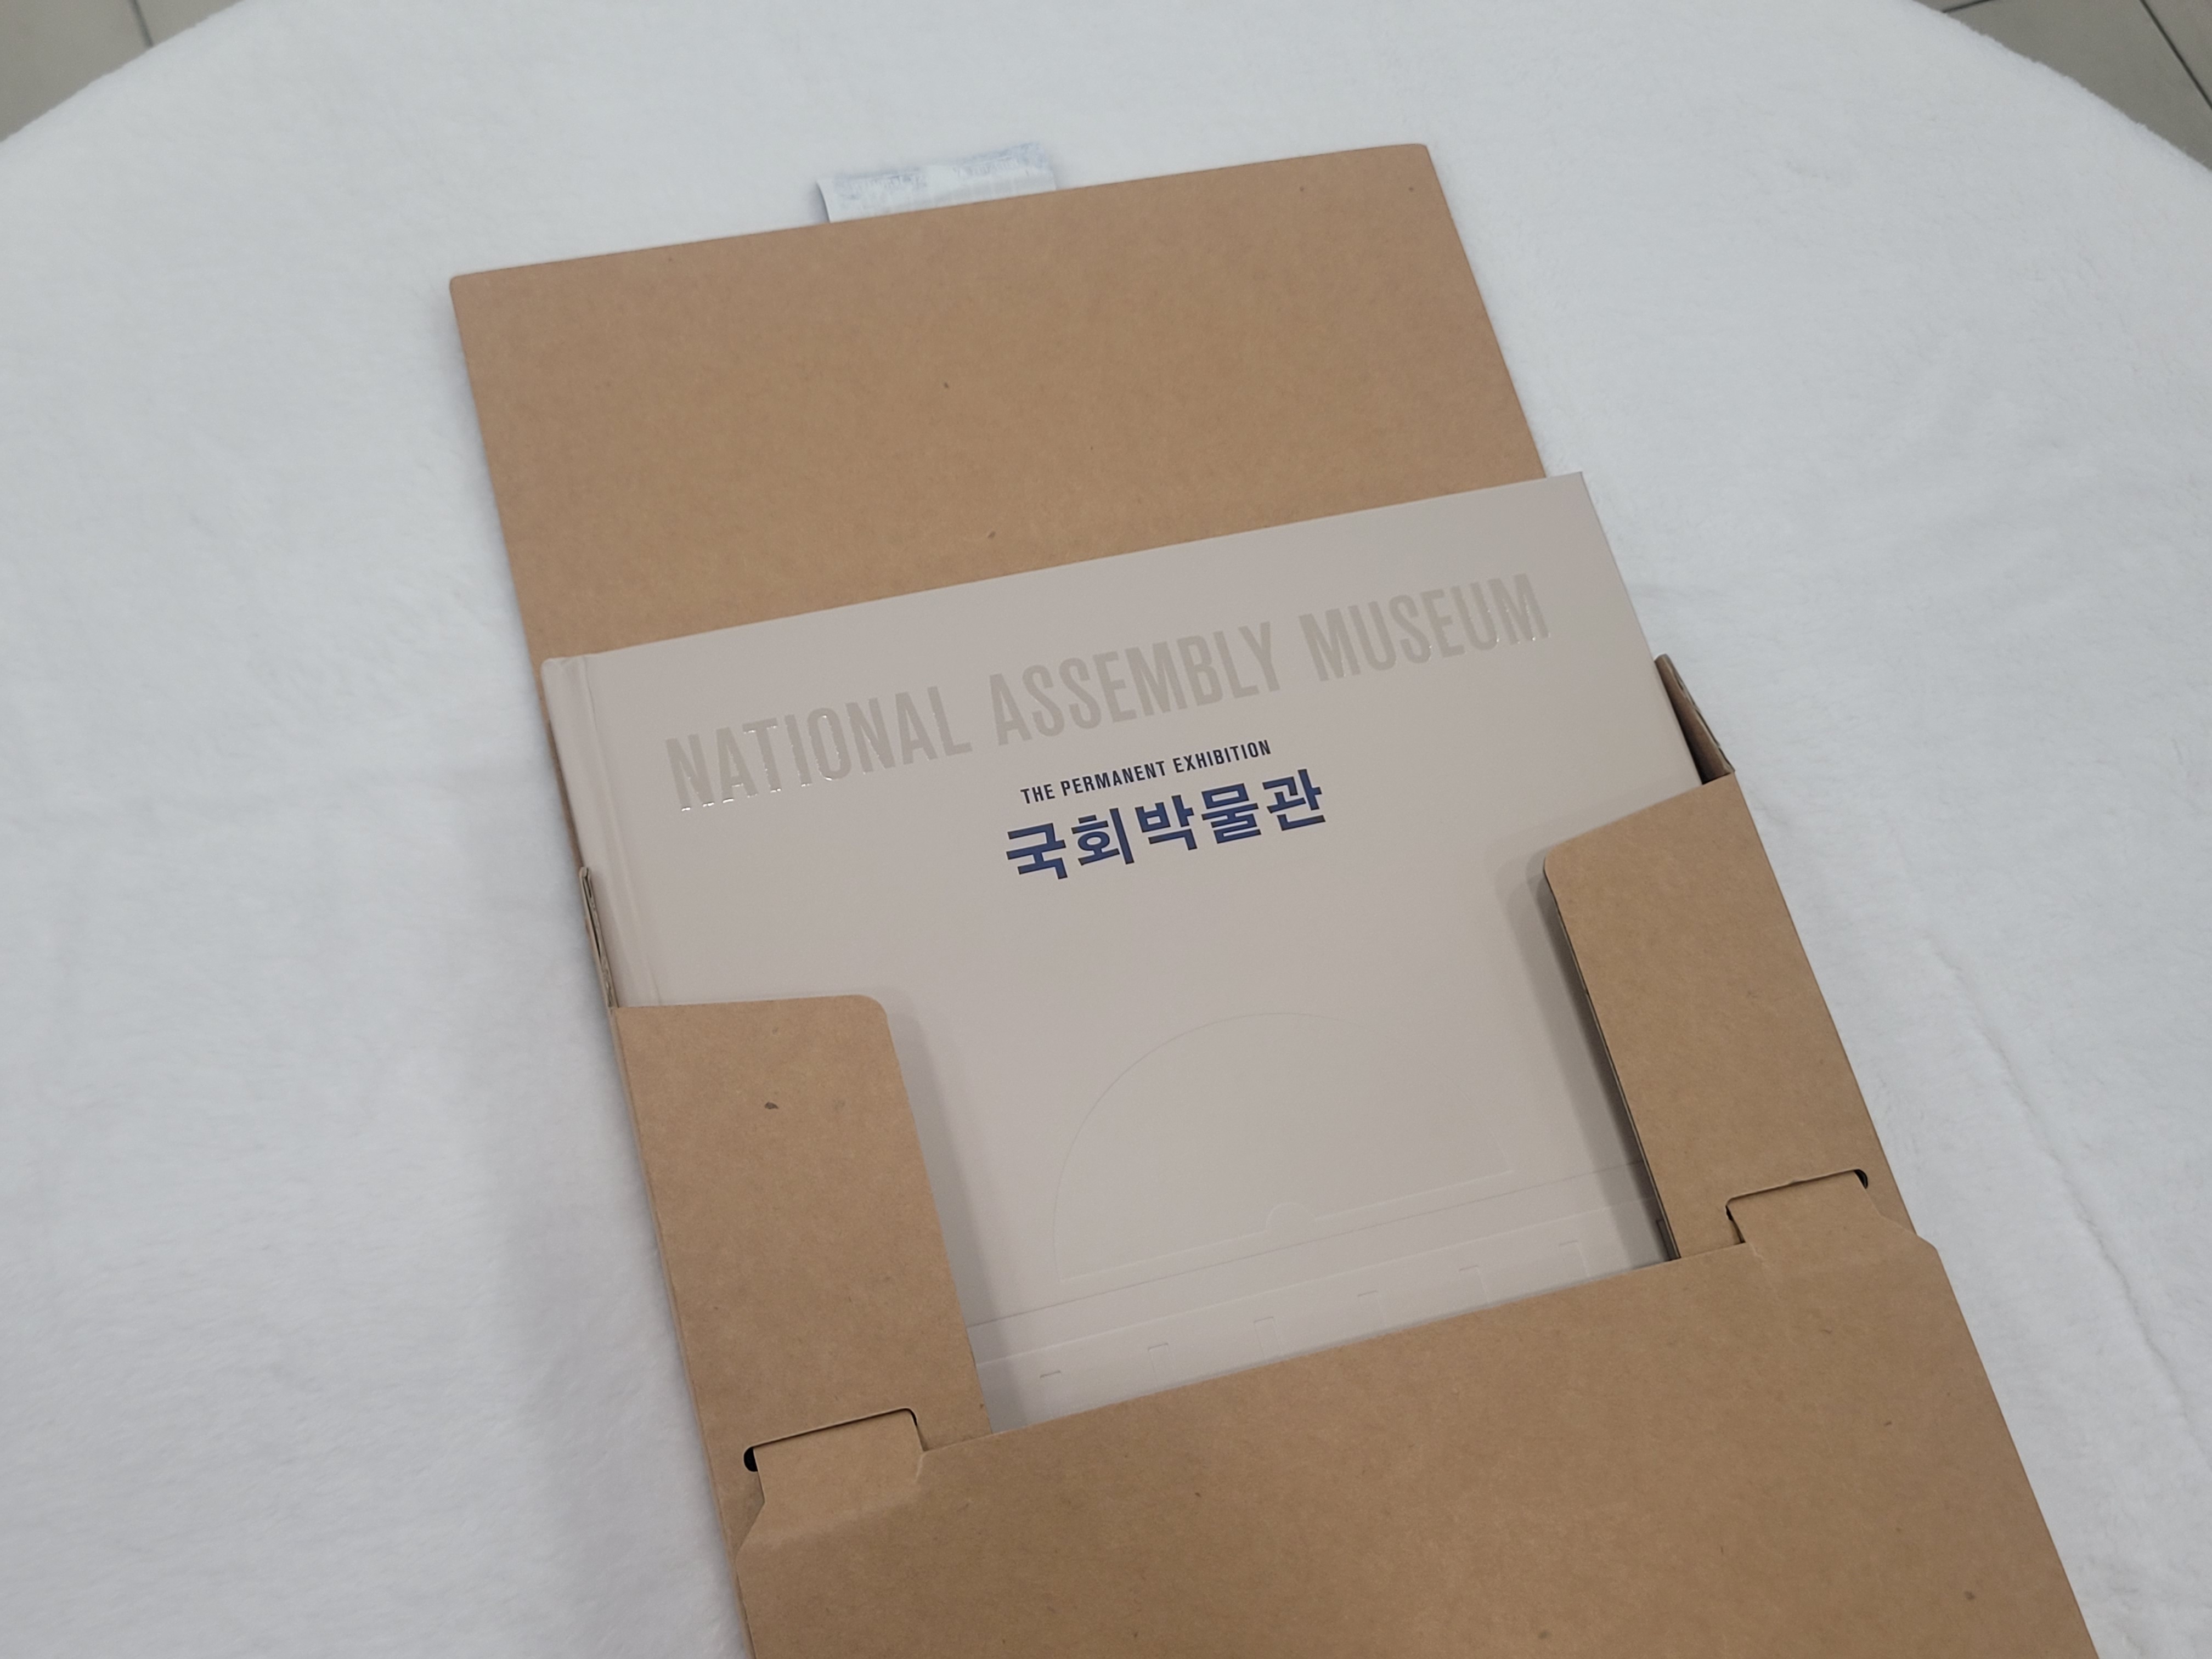 NATIONAL ASSEMBLY MUSEUM
THE PERMANENT EXHIBITION
국회박물관